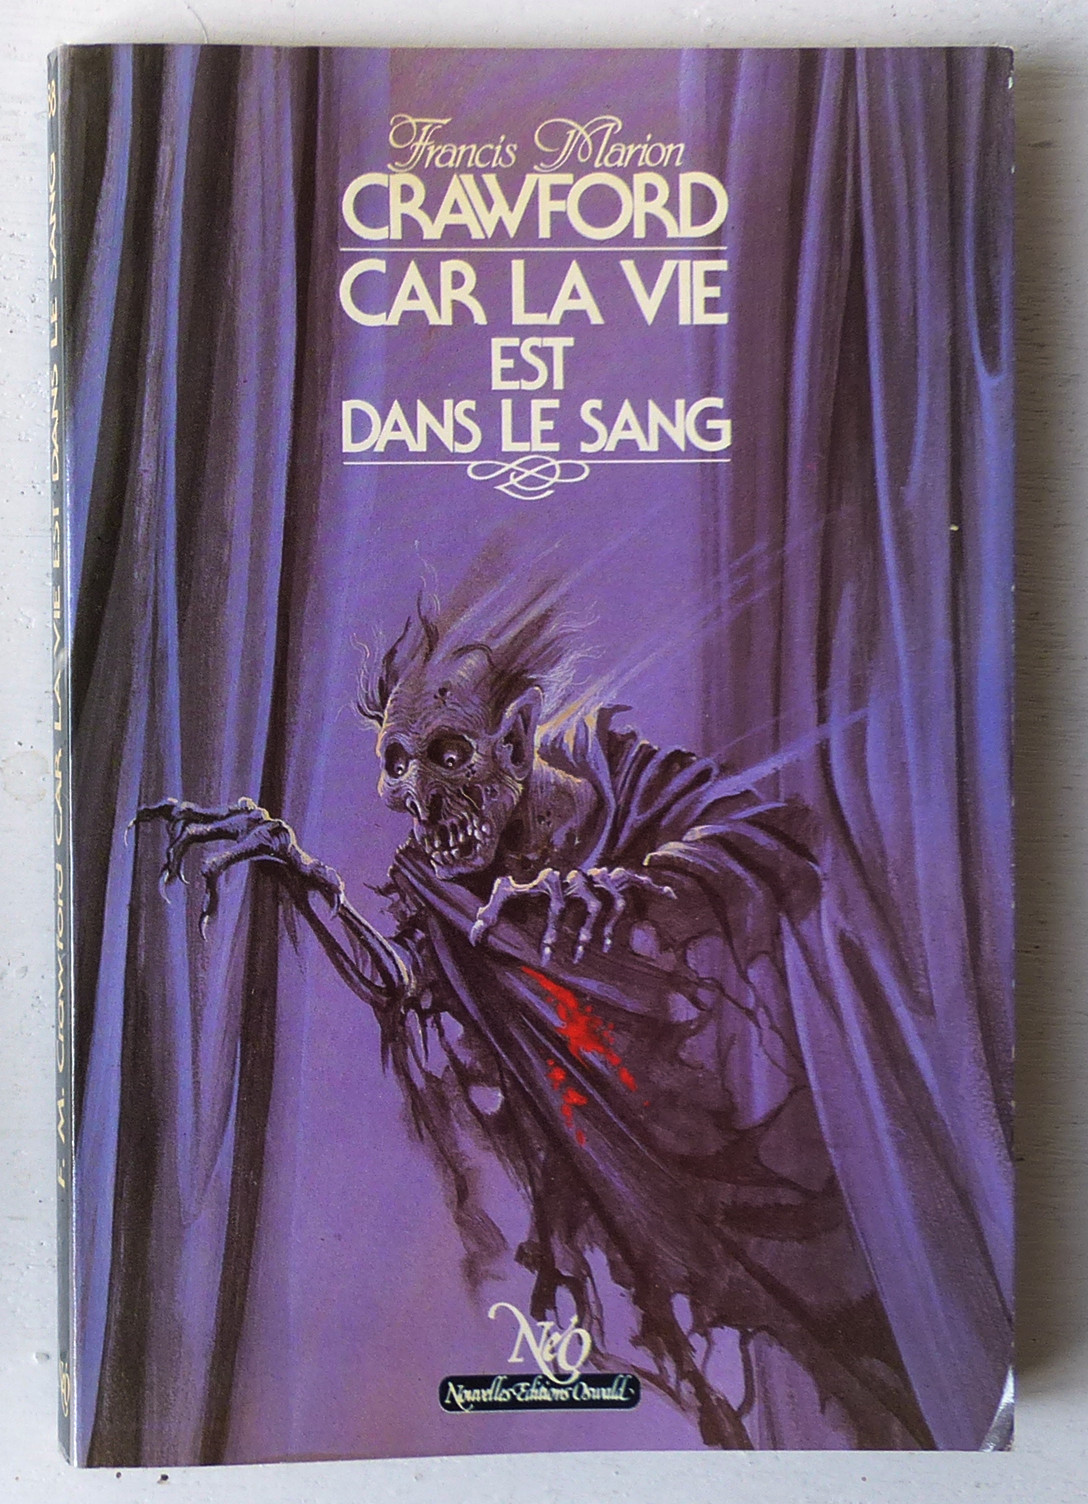 Francis Marion
CRAWFORD
CAR LA VIE
EST
DANS LE SANG
Néo
Nouvelles Editions Oswald
F. M. Crawford CAR LA VIE EST DANS LE SANG